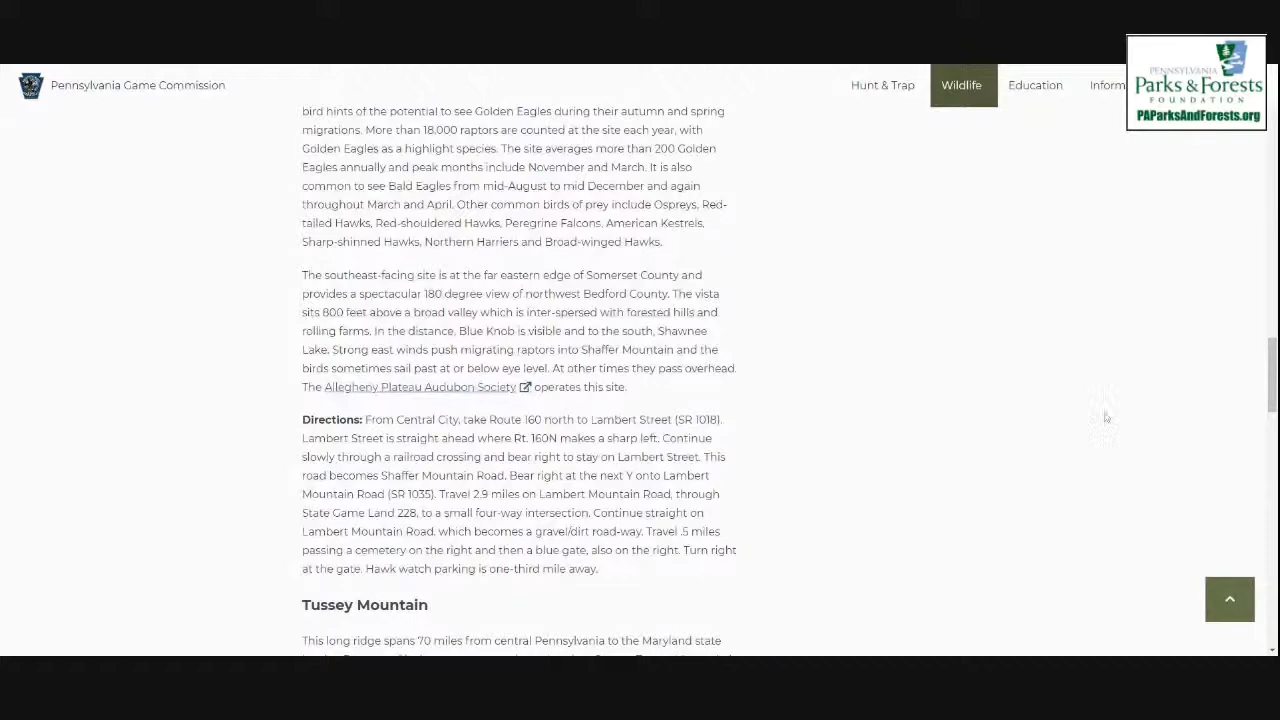 Pennsylvania Game Commission
Hunt & Trap
Wildlife
Education
Inform
PENNSYLVANIA
PARKS & FORESTS
FOUNDATION
PAParksAndForests.org
bird hints of the potential to see Golden Eagles during their autumn and spring
migrations. More than 18,000 raptors are counted at the site each year, with
Golden Eagles as a highlight species. The site averages more than 200 Golden
Eagles annually and peak months include November and March. It is also
common to see Bald Eagles from mid-August to mid December and again
throughout March and April. Other common birds of prey include Ospreys, Red-
tailed Hawks, Red-shouldered Hawks, Peregrine Falcons, American Kestrels,
Sharp-shinned Hawks, Northern Harriers and Broad-winged Hawks.
The southeast-facing site is at the far eastern edge of Somerset County and
provides a spectacular 180 degree view of northwest Bedford County. The vista
sits 800 feet above a broad valley which is inter-spersed with forested hills and
rolling farms. In the distance, Blue Knob is visible and to the south, Shawnee
Lake. Strong east winds push migrating raptors into Shaffer Mountain and the
birds sometimes sail past at or below eye level. At other times they pass overhead.
The Allegheny Plateau Audubon Society operates this site.
Directions: From Central City, take Route 160 north to Lambert Street (SR 1018).
Lambert Street is straight ahead where Rt. 160N makes a sharp left. Continue
slowly through a railroad crossing and bear right to stay on Lambert Street. This
road becomes Shaffer Mountain Road. Bear right at the next Y onto Lambert
Mountain Road (SR 1035). Travel 2.9 miles on Lambert Mountain Road, through
State Game Land 228, to a small four-way intersection. Continue straight on
Lambert Mountain Road, which becomes a gravel/dirt road-way. Travel .5 miles
passing a cemetery on the right and then a blue gate, also on the right. Turn right
at the gate. Hawk watch parking is one-third mile away.
Tussey Mountain
This long ridge spans 70 miles from central Pennsylvania to the Maryland state